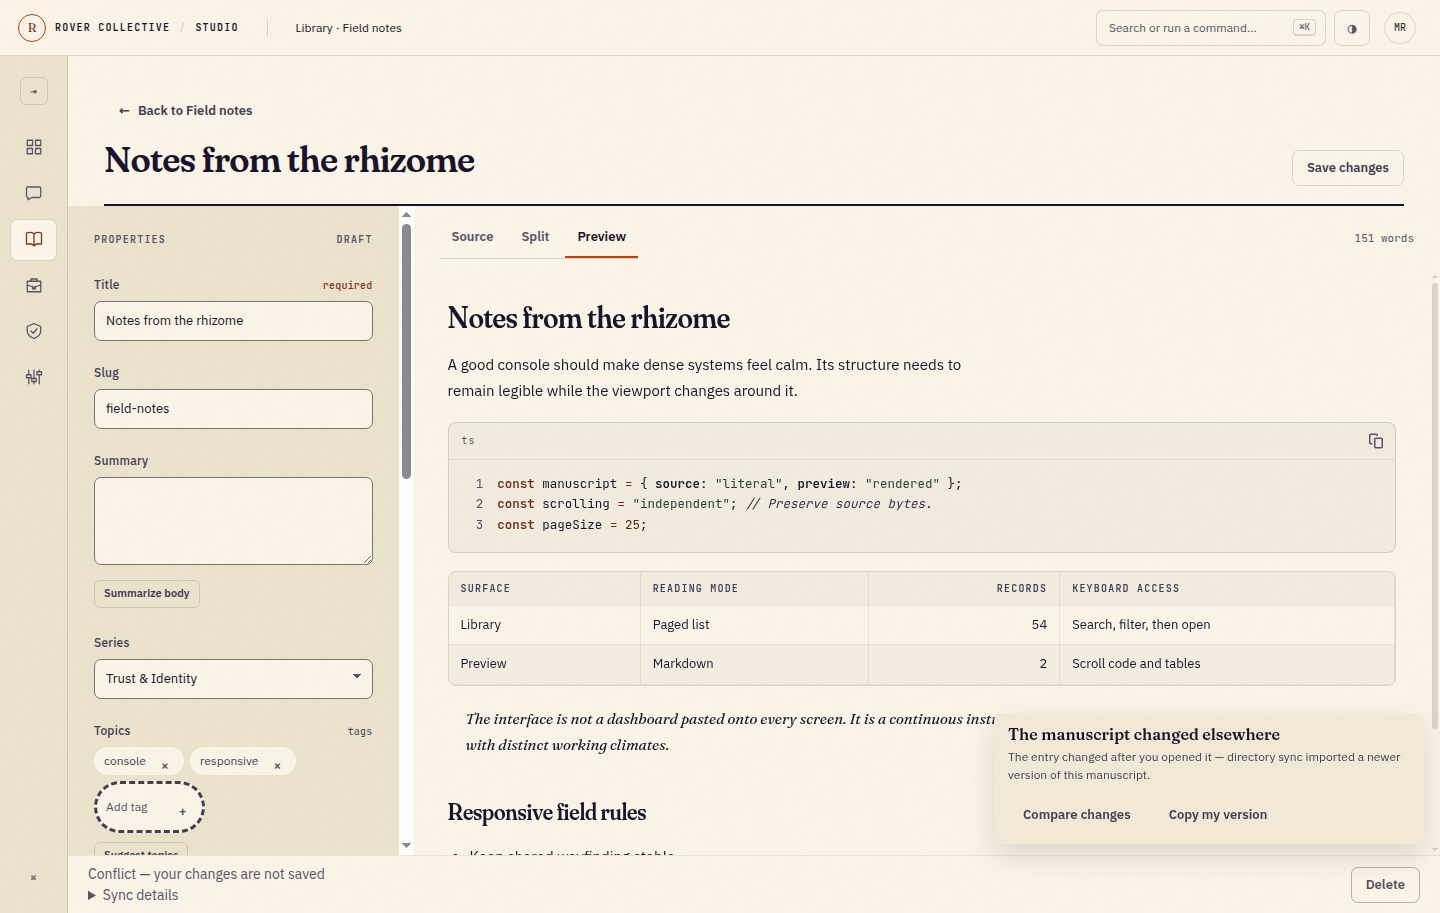 R ROVER COLLECTIVE / STUDIO
Library · Field notes
Search or run a command... ⌘K
MR
← Back to Field notes
Notes from the rhizome
Save changes
PROPERTIES DRAFT
Title required
Notes from the rhizome
Slug
field-notes
Summary
Summarize body
Series
Trust & Identity
Topics tags
console × responsive ×
Add tag +
Suggest topics
Source Split Preview
151 words
Notes from the rhizome
A good console should make dense systems feel calm. Its structure needs to
remain legible while the viewport changes around it.
ts
1 const manuscript = { source: "literal", preview: "rendered" };
2 const scrolling = "independent"; // Preserve source bytes.
3 const pageSize = 25;
SURFACE READING MODE RECORDS KEYBOARD ACCESS
Library Paged list 54 Search, filter, then open
Preview Markdown 2 Scroll code and tables
The interface is not a dashboard pasted onto every screen. It is a continuous
with distinct working climates.
Responsive field rules
Keep shared wayfinding stable
The manuscript changed elsewhere
The entry changed after you opened it — directory sync imported a newer
version of this manuscript.
Compare changes Copy my version
⌘
Conflict — your changes are not saved
▶ Sync details
Delete